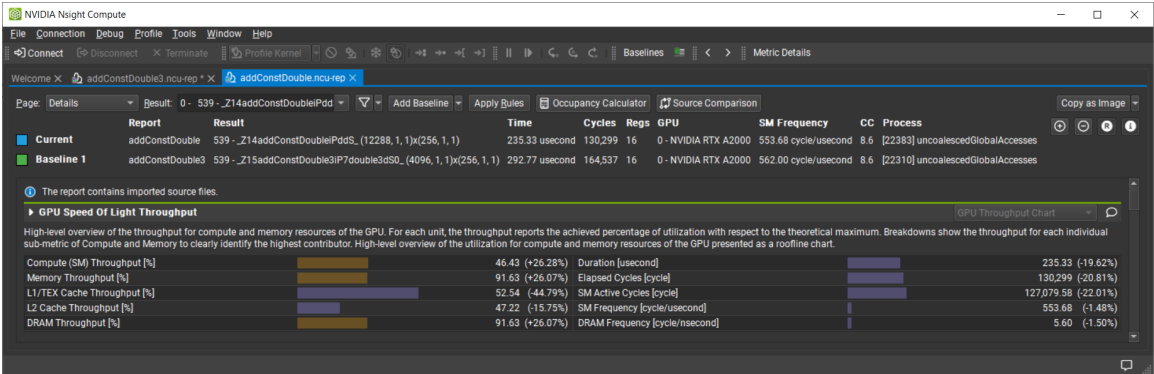 NVIDIA Nsight Compute
File Connection Debug Profile Tools Window Help
Connect Disconnect Terminate Profile Kernel Baselines Metric Details
Welcome addConstDouble3.ncu-rep * addConstDouble.ncu-rep
Page: Details Result: 0 - 539 - _Z14addConstDoubleiPdd Add Baseline Apply Rules Occupancy Calculator Source Comparison Copy as Image
Report Result Time Cycles Regs GPU SM Frequency CC Process
Current addConstDouble 539 - _Z14addConstDoubleiPddS_ (12288, 1, 1)x(256, 1, 1) 235.33 usecond 130,299 16 0 - NVIDIA RTX A2000 553.68 cycle/usecond 8.6 [22383] uncoalescedGlobalAccesses
Baseline 1 addConstDouble3 539 - _Z15addConstDouble3iP7double3dS0_ (4096, 1, 1)x(256, 1, 1) 292.77 usecond 164,537 16 0 - NVIDIA RTX A2000 562.00 cycle/usecond 8.6 [22310] uncoalescedGlobalAccesses
The report contains imported source files.
GPU Speed Of Light Throughput GPU Throughput Chart
High-level overview of the throughput for compute and memory resources of the GPU. For each unit, the throughput reports the achieved percentage of utilization with respect to the theoretical maximum. Breakdowns show the throughput for each individual
sub-metric of Compute and Memory to clearly identify the highest contributor. High-level overview of the utilization for compute and memory resources of the GPU presented as a roofline chart.
Compute (SM) Throughput [%] 46.43 (+26.28%) Duration [usecond] 235.33 (-19.62%)
Memory Throughput [%] 91.63 (+26.07%) Elapsed Cycles [cycle] 130,299 (-20.81%)
L1/TEX Cache Throughput [%] 52.54 (-44.79%) SM Active Cycles [cycle] 127,079.58 (-22.01%)
L2 Cache Throughput [%] 47.22 (-15.75%) SM Frequency [cycle/usecond] 553.68 (-1.48%)
DRAM Throughput [%] 91.63 (+26.07%) DRAM Frequency [cycle/nsecond] 5.60 (-1.50%)